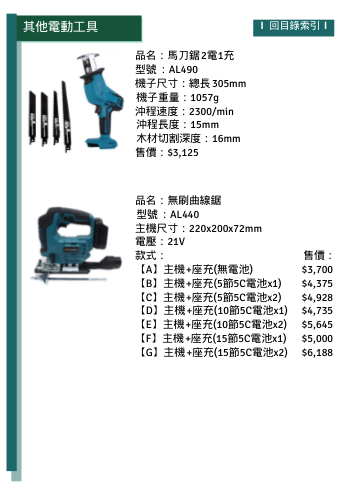 其他電動工具
I 回目錄索引 I
品名：馬刀鋸2電1充
型號 ：AL490
機子尺寸：總長305mm
機子重量：1057g
沖程速度：2300/min
沖程長度：15mm
木材切割深度：16mm
售價：$3,125
品名：無刷曲線鋸
型號 ：AL440
主機尺寸：220x200x72mm
電壓：21V
款式： 售價：
【A】主機+座充(無電池) $3,700
【B】主機+座充(5節5C電池x1) $4,375
【C】主機+座充(5節5C電池x2) $4,928
【D】主機+座充(10節5C電池x1) $4,735
【E】主機+座充(10節5C電池x2) $5,645
【F】主機+座充(15節5C電池x1) $5,000
【G】主機+座充(15節5C電池x2) $6,188